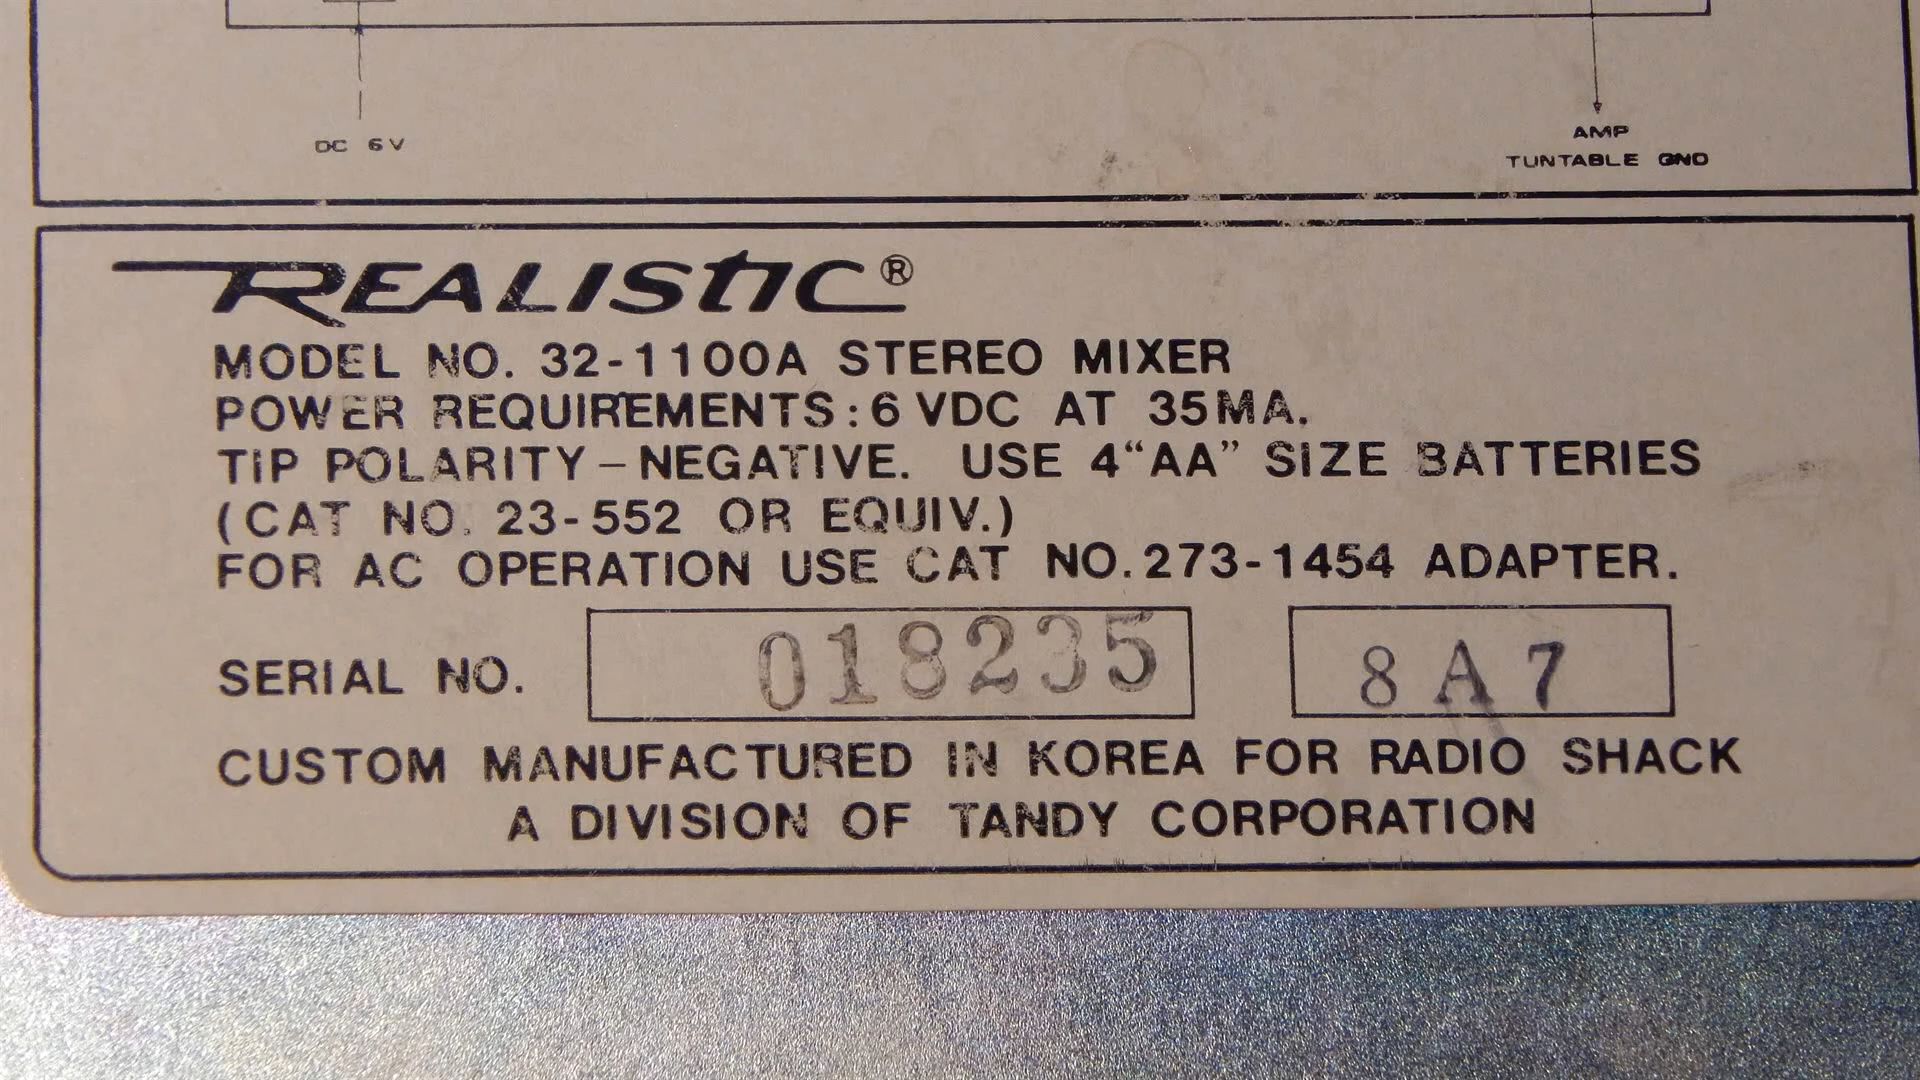 DC 6V
AMP
TUNTABLE GND
REALISTIC®
MODEL NO. 32-1100A STEREO MIXER
POWER REQUIREMENTS: 6 VDC AT 35MA.
TIP POLARITY – NEGATIVE. USE 4 “AA” SIZE BATTERIES
(CAT NO. 23-552 OR EQUIV.)
FOR AC OPERATION USE CAT NO. 273-1454 ADAPTER.
SERIAL NO. 018235 8A7
CUSTOM MANUFACTURED IN KOREA FOR RADIO SHACK
A DIVISION OF TANDY CORPORATION